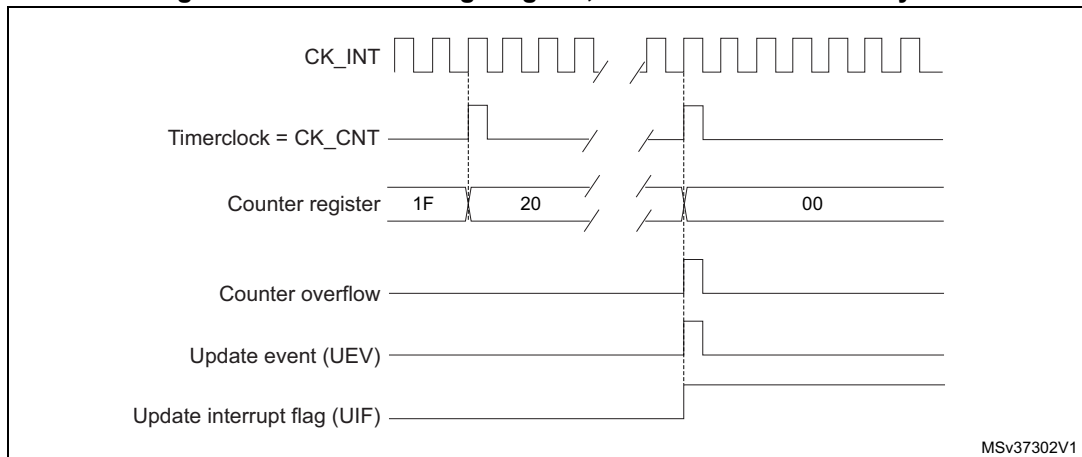 CK_INT
Timerclock = CK_CNT
Counter register
1F
20
00
Counter overflow
Update event (UEV)
Update interrupt flag (UIF)
MSv37302V1